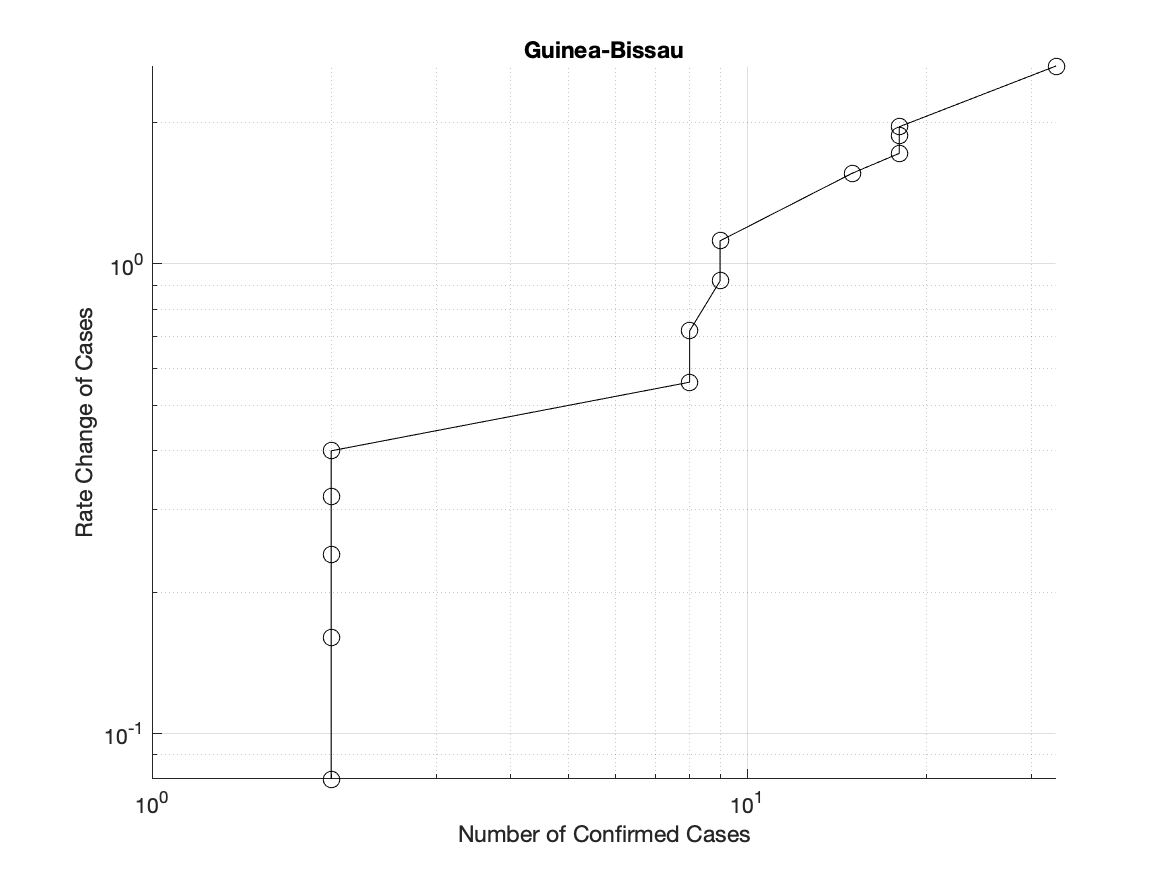 Guinea-Bissau
Rate Change of Cases
10^0
10^-1
10^0
10^1
Number of Confirmed Cases